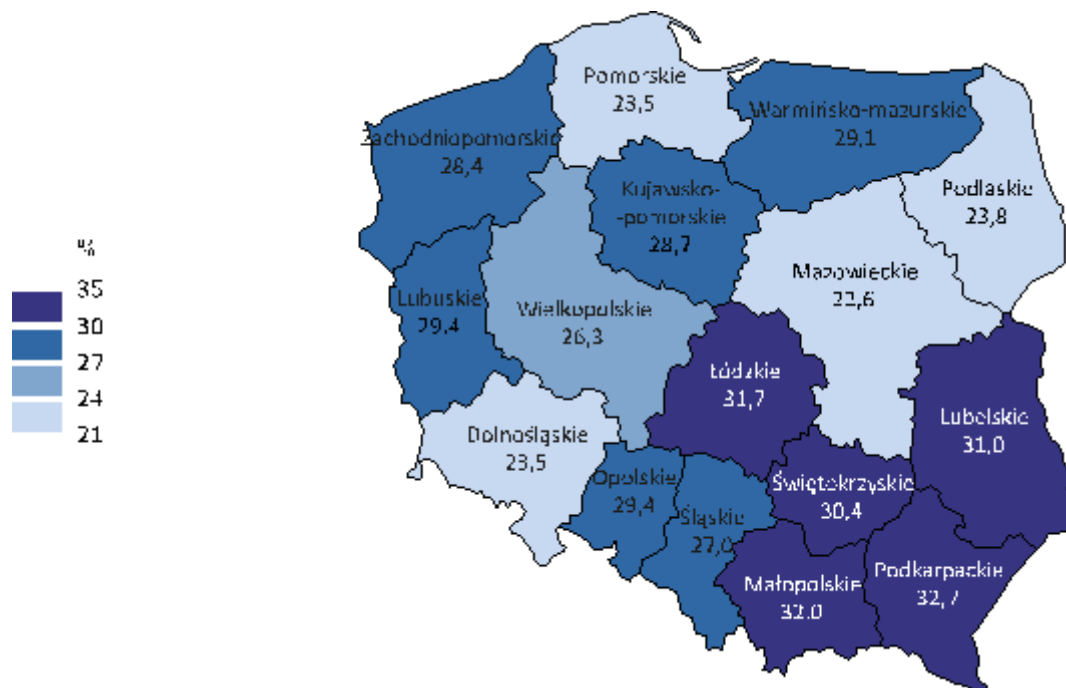 %
35
30
27
24
21
Pomorskie
23,5
Warmińsko-mazurskie
29,1
Zachodniopomorskie
28,4
Podlaskie
23,8
Kujawsko-
-pomorskie
28,7
Mazowieckie
22,6
Lubuskie
29,4
Wielkopolskie
26,3
Łódzkie
31,7
Lubelskie
31,0
Dolnośląskie
23,5
Opolskie
29,4
Śląskie
27,0
Świętokrzyskie
30,4
Małopolskie
32,0
Podkarpackie
32,7